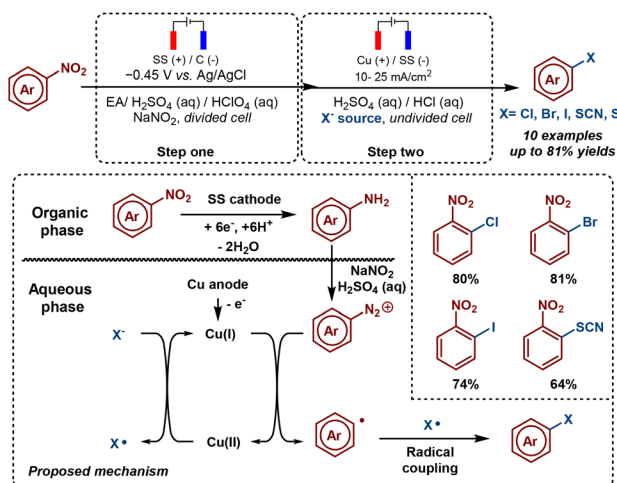 SS (+) / C (-)
−0.45 V vs. Ag/AgCl
EA/ H2SO4 (aq) / HClO4 (aq)
NaNO2, divided cell
Step one
Cu (+) / SS (-)
10- 25 mA/cm2
H2SO4 (aq) / HCl (aq)
X- source, undivided cell
Step two
Ar
NO2
Ar
X
X= Cl, Br, I, SCN, S
10 examples
up to 81% yields
Organic
phase
Ar
NO2
SS cathode
+ 6e-, +6H+
- 2H2O
Ar
NH2
NaNO2
H2SO4 (aq)
Aqueous
phase
Cu anode
- e-
X-
Cu(I)
Ar
N2⊕
X•
Cu(II)
Ar
•
X•
Radical
coupling
Ar
X
Proposed mechanism
NO2
Cl
80%
NO2
Br
81%
NO2
I
74%
NO2
SCN
64%